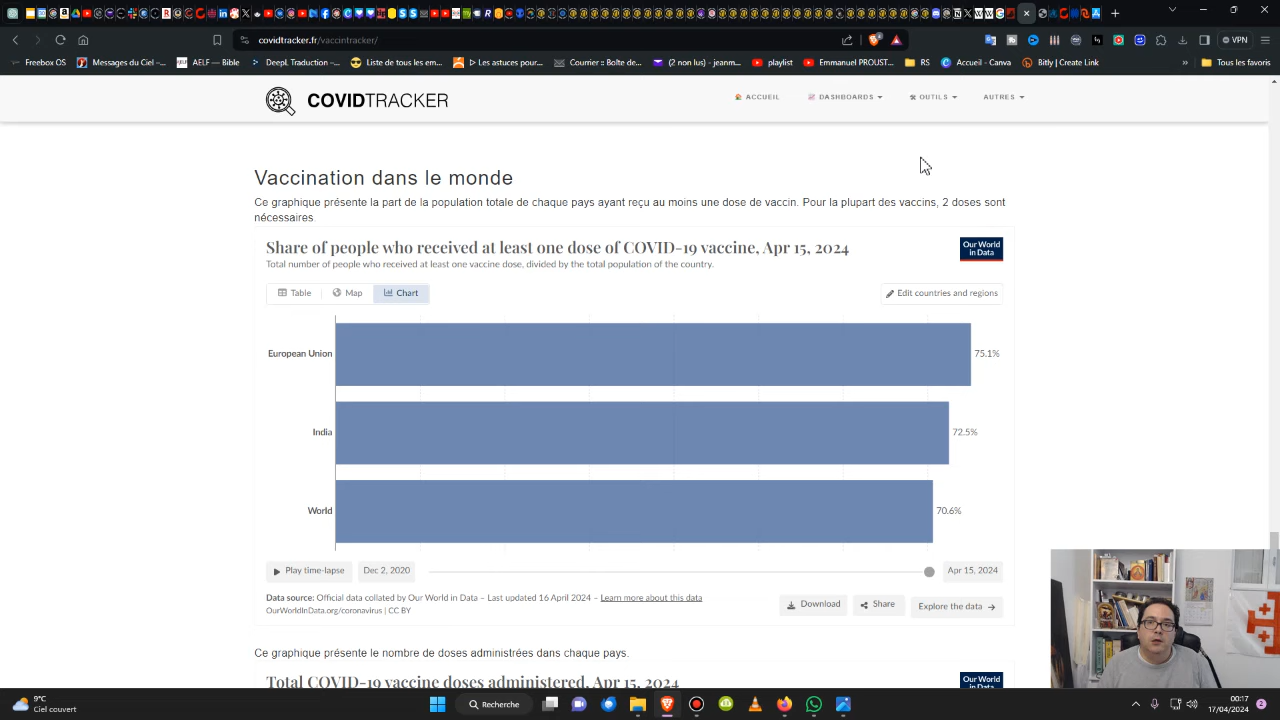 covidtracker.fr/vaccintracker/
VPN
Freebox OS
Messages du Ciel –...
AELF — Bible
DeepL Traduction –...
Liste de tous les em...
▷ Les astuces pour...
Courrier :: Boîte de...
(2 non lus) - jeanm...
playlist
Emmanuel PROUST...
RS
Accueil - Canva
Bitly | Create Link
»
Tous les favoris
COVIDTRACKER
ACCUEIL
DASHBOARDS
OUTILS
AUTRES
Vaccination dans le monde
Ce graphique présente la part de la population totale de chaque pays ayant reçu au moins une dose de vaccin. Pour la plupart des vaccins, 2 doses sont
nécessaires.
Share of people who received at least one dose of COVID-19 vaccine, Apr 15, 2024
Total number of people who received at least one vaccine dose, divided by the total population of the country.
Our World
in Data
Table
Map
Chart
Edit countries and regions
European Union
75.1%
India
72.5%
World
70.6%
Play time-lapse
Dec 2, 2020
Apr 15, 2024
Data source: Official data collated by Our World in Data – Last updated 16 April 2024 – Learn more about this data
OurWorldInData.org/coronavirus | CC BY
Download
Share
Explore the data →
Ce graphique présente le nombre de doses administrées dans chaque pays.
Total COVID-19 vaccine doses administered, Apr 15, 2024
Our World
9°C
Ciel couvert
Recherche
00:17
17/04/2024